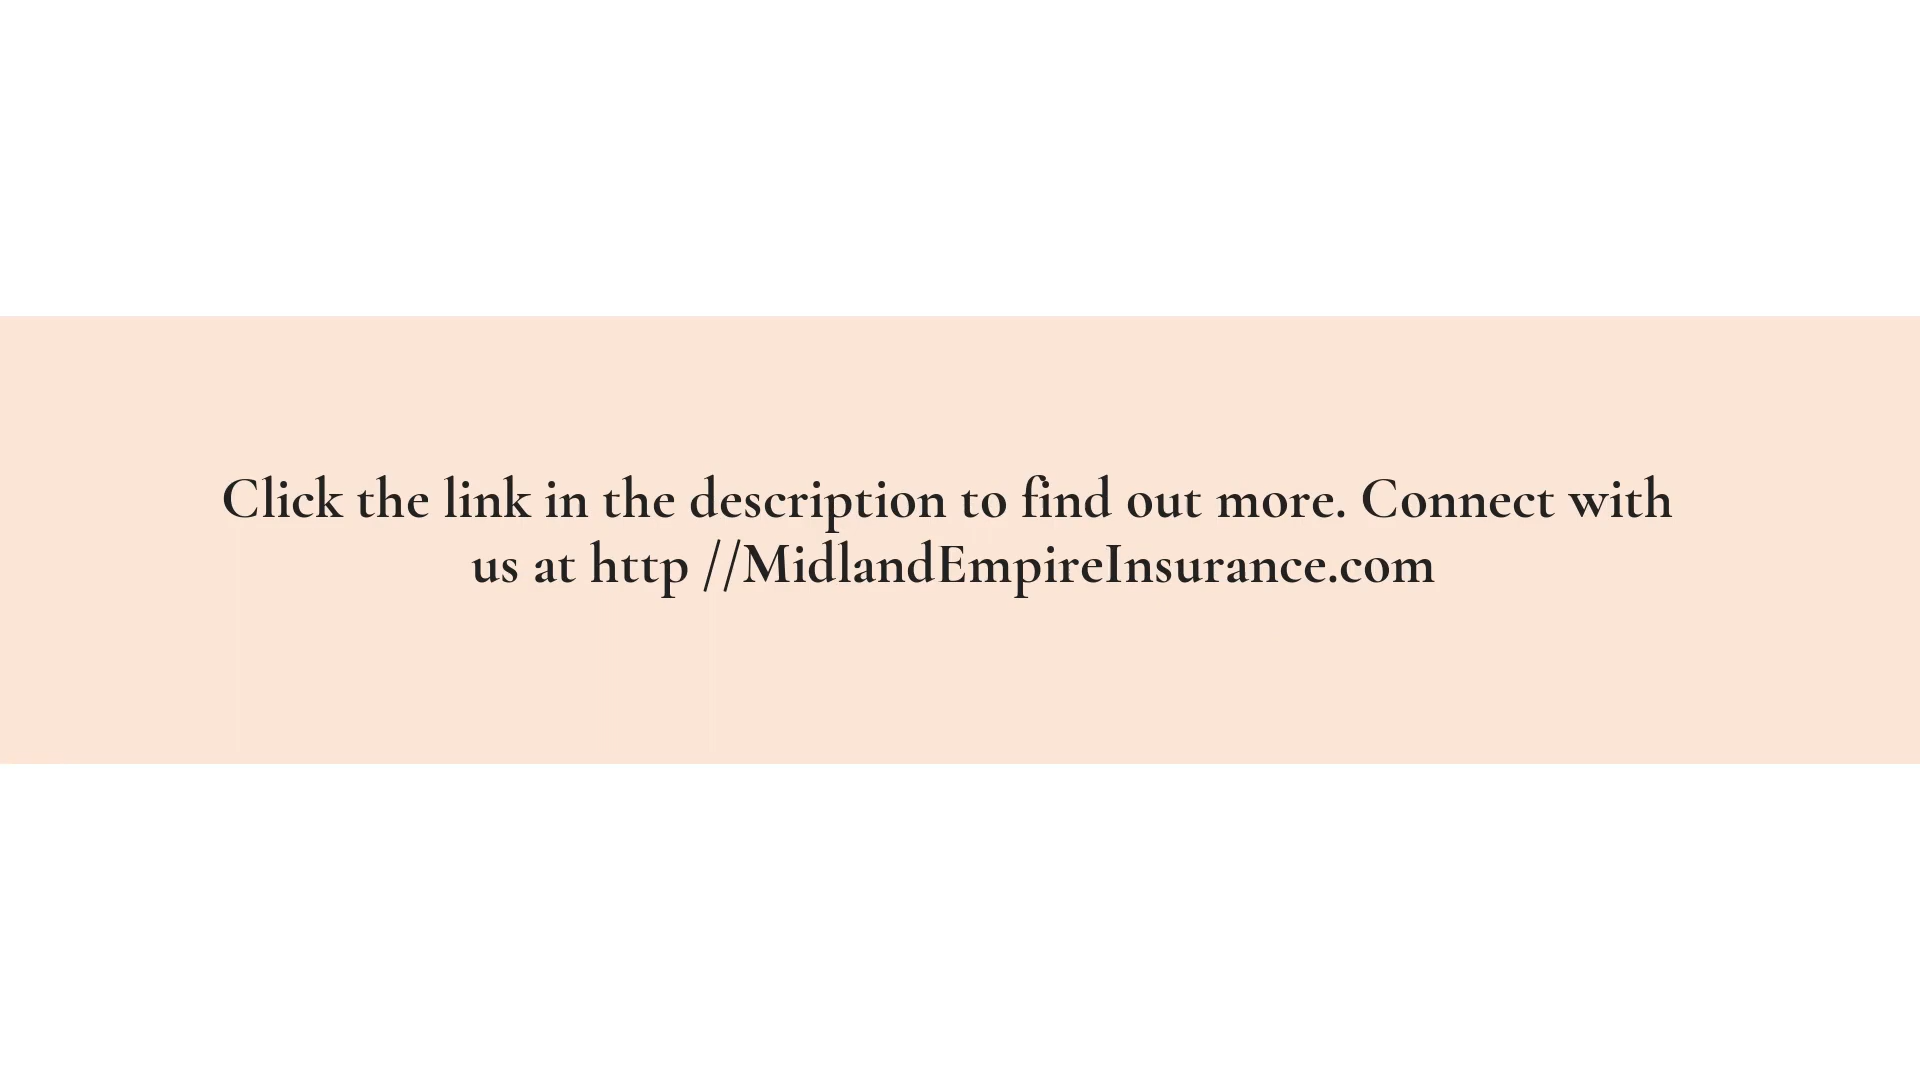 Click the link in the description to find out more. Connect with
us at http //MidlandEmpireInsurance.com